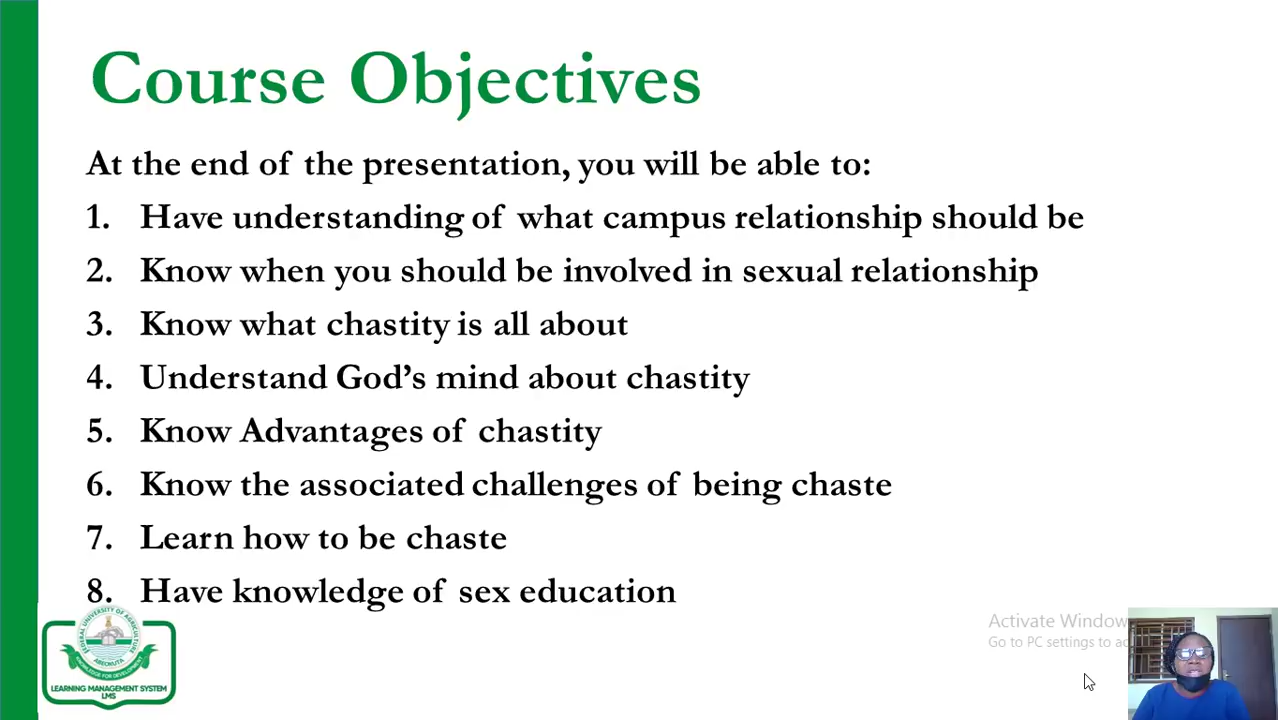 Course Objectives
At the end of the presentation, you will be able to:
1. Have understanding of what campus relationship should be
2. Know when you should be involved in sexual relationship
3. Know what chastity is all about
4. Understand God's mind about chastity
5. Know Advantages of chastity
6. Know the associated challenges of being chaste
7. Learn how to be chaste
8. Have knowledge of sex education
FEDERAL UNIVERSITY OF AGRICULTURE
ABEOKUTA
KNOWLEDGE FOR DEVELOPMENT
LEARNING MANAGEMENT SYSTEM
LMS
Activate Window
Go to PC settings to ac